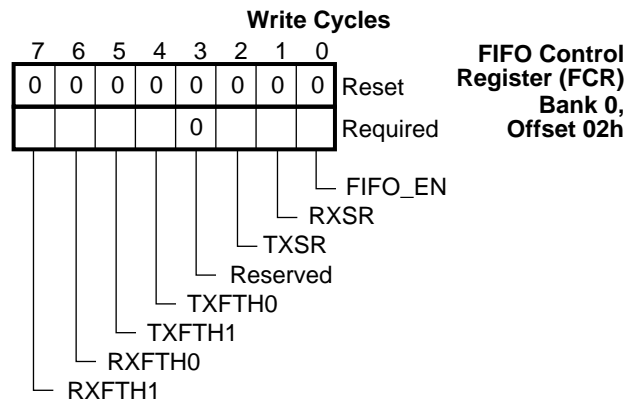 Write Cycles
7 6 5 4 3 2 1 0
0 0 0 0 0 0 0 0 Reset
0 Required
FIFO Control
Register (FCR)
Bank 0,
Offset 02h
FIFO_EN
RXSR
TXSR
Reserved
TXFTH0
TXFTH1
RXFTH0
RXFTH1